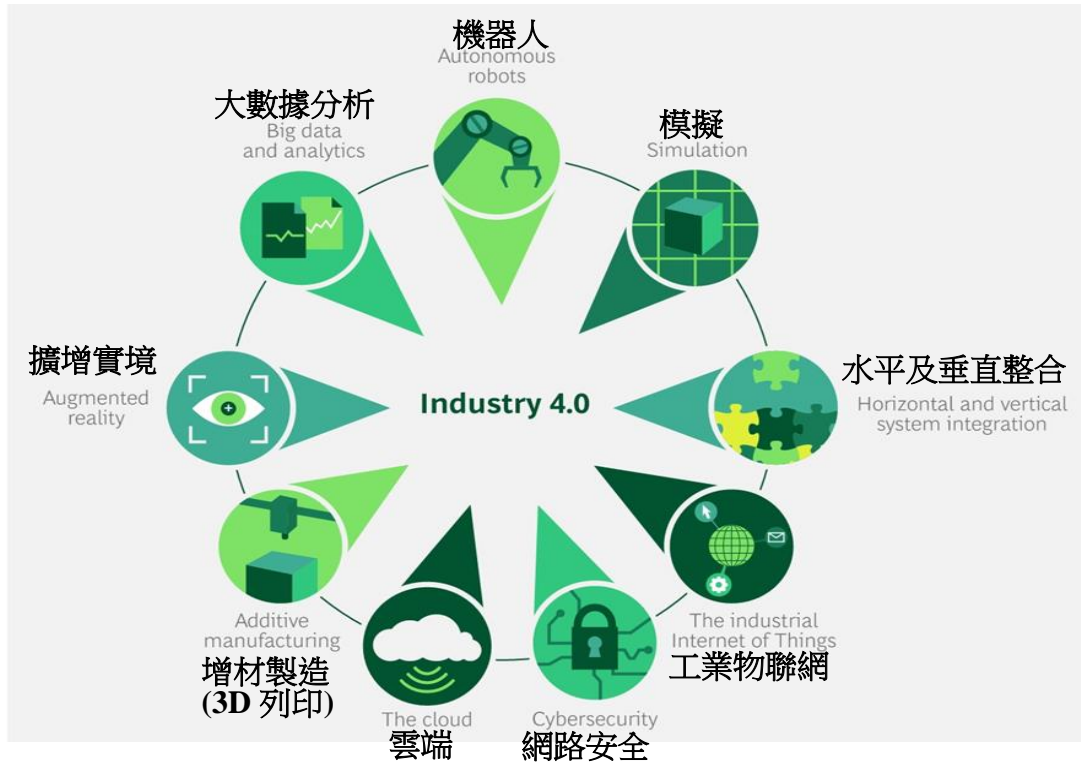 機器人
Autonomous
robots
大數據分析
Big data
and analytics
模擬
Simulation
擴增實境
Augmented
reality
Industry 4.0
水平及垂直整合
Horizontal and vertical
system integration
Additive
manufacturing
增材製造
(3D 列印)
The cloud
雲端
Cybersecurity
網路安全
The industrial
Internet of Things
工業物聯網